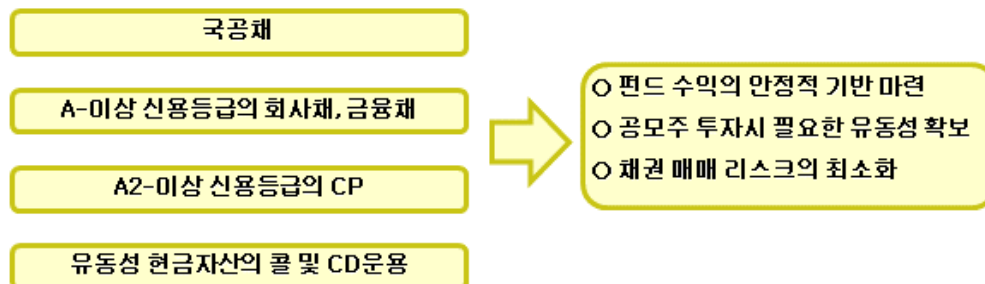 국공채
A-이상 신용등급의 회사채, 금융채
A2-이상 신용등급의 CP
유동성 현금자산의 콜 및 CD운용
○ 펀드 수익의 안정적 기반 마련
○ 공모주 투자시 필요한 유동성 확보
○ 채권 매매 리스크의 최소화